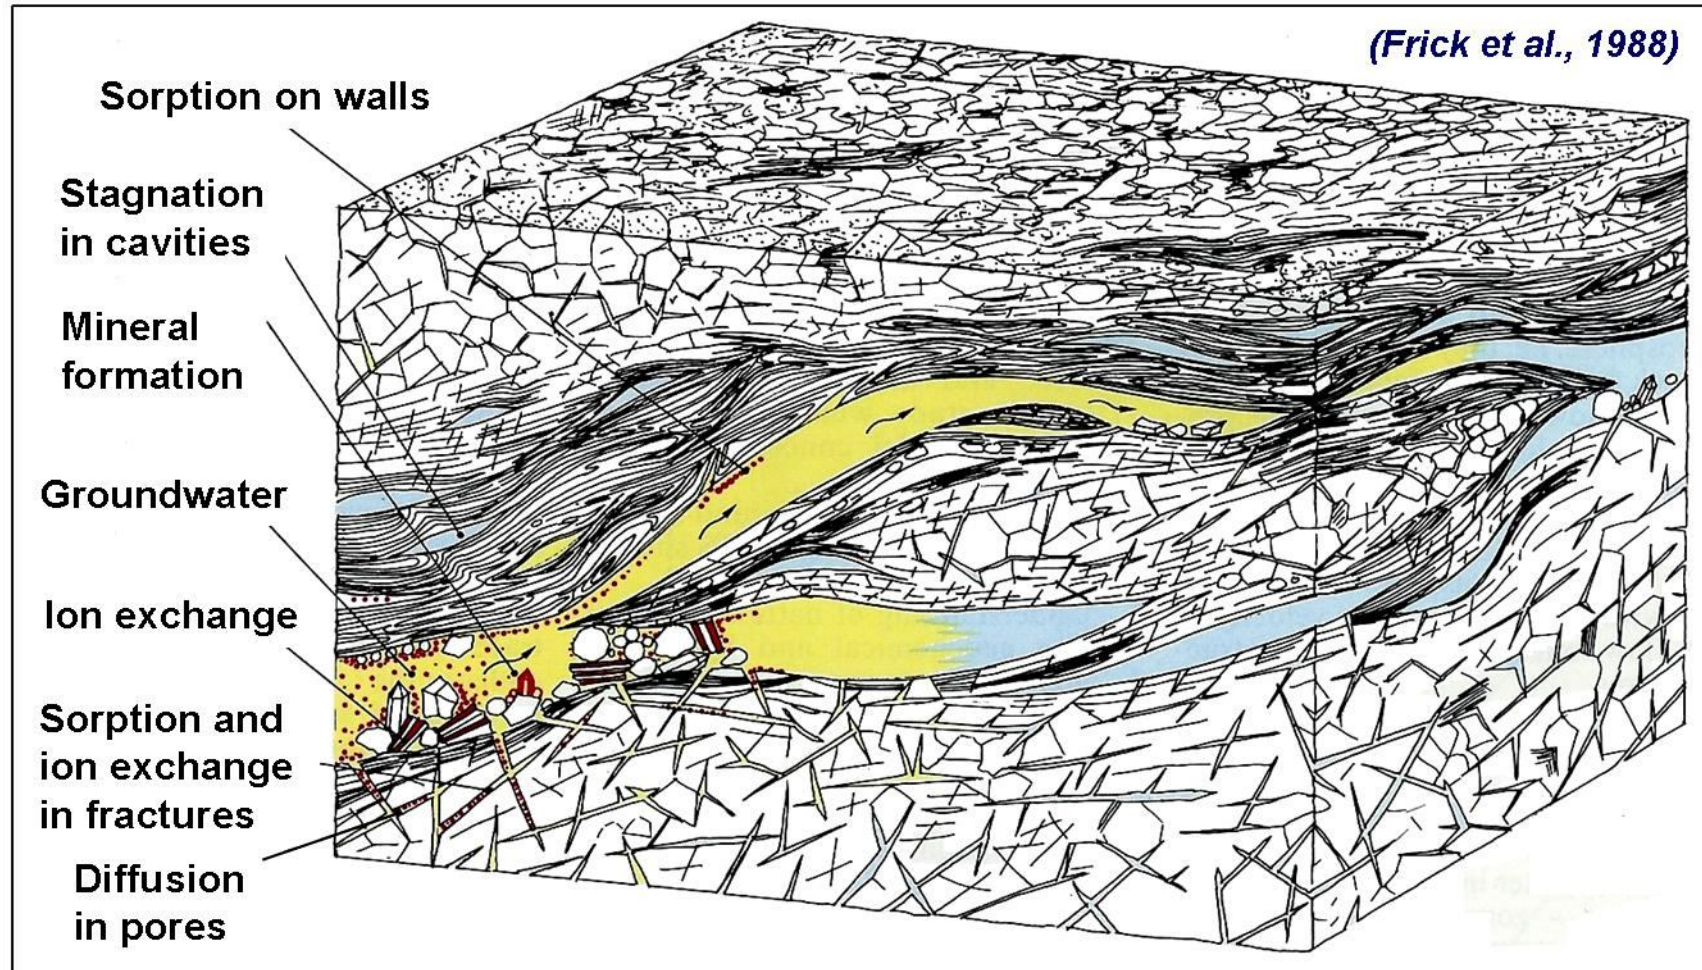 (Frick et al., 1988)
Sorption on walls
Stagnation
in cavities
Mineral
formation
Groundwater
Ion exchange
Sorption and
ion exchange
in fractures
Diffusion
in pores